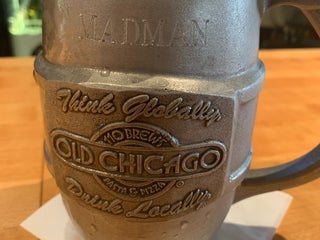 MADMAN
Think Globally,
110 BREWS
OLD CHICAGO
PASTA & PIZZA
Drink Locally